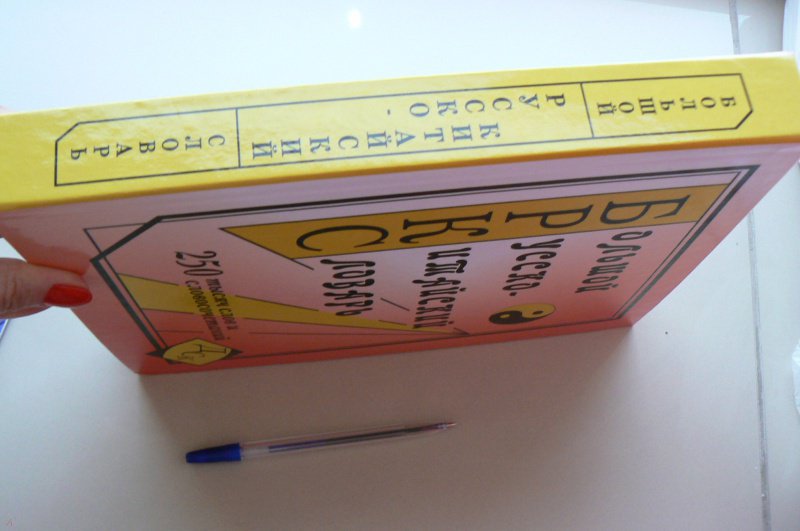 БОЛЬШОЙ
РУССКО-
КИТАЙСКИЙ
СЛОВАРЬ
Большой
Русско-
Китайский
Словарь
250 тысяч слов и
словосочетаний